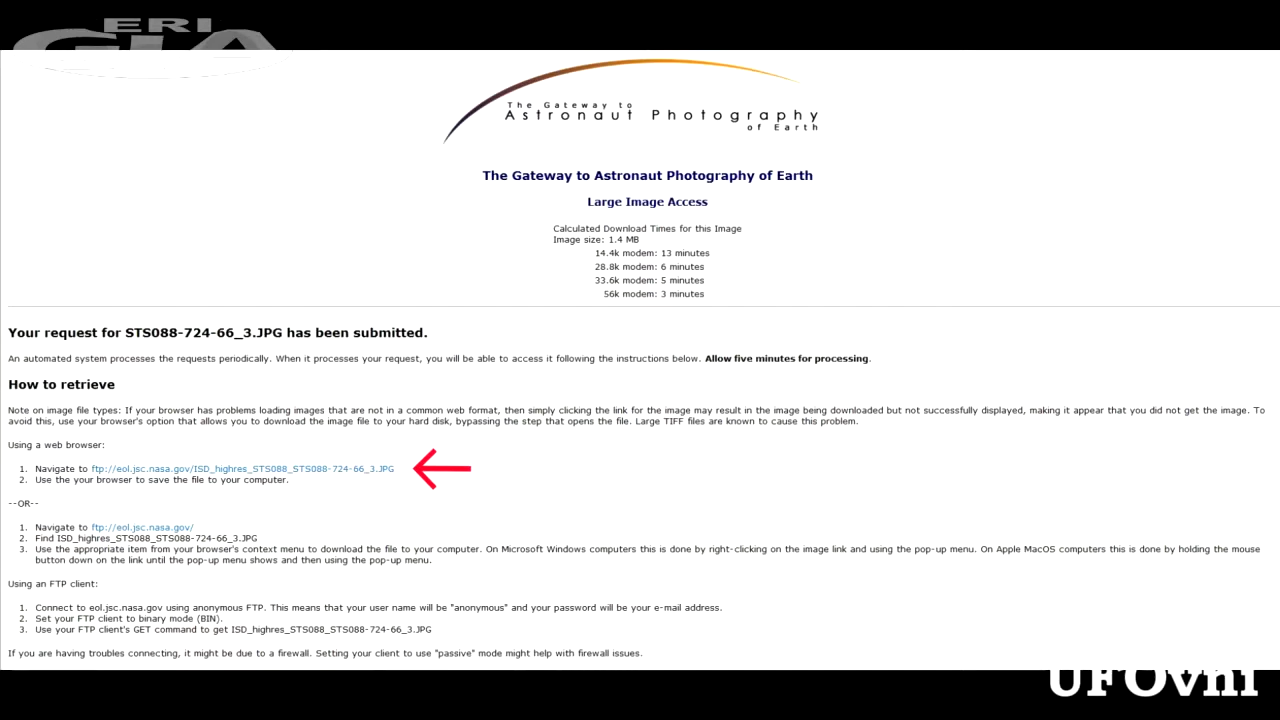 ERI
GIA
The Gateway to
Astronaut Photography
of Earth
The Gateway to Astronaut Photography of Earth
Large Image Access
Calculated Download Times for this Image
Image size: 1.4 MB
14.4k modem: 13 minutes
28.8k modem: 6 minutes
33.6k modem: 5 minutes
56k modem: 3 minutes
Your request for STS088-724-66_3.JPG has been submitted.
An automated system processes the requests periodically. When it processes your request, you will be able to access it following the instructions below. Allow five minutes for processing.
How to retrieve
Note on image file types: If your browser has problems loading images that are not in a common web format, then simply clicking the link for the image may result in the image being downloaded but not successfully displayed, making it appear that you did not get the image. To
avoid this, use your browser's option that allows you to download the image file to your hard disk, bypassing the step that opens the file. Large TIFF files are known to cause this problem.
Using a web browser:
1. Navigate to ftp://eol.jsc.nasa.gov/ISD_highres_STS088_STS088-724-66_3.JPG
2. Use the your browser to save the file to your computer.
--OR--
1. Navigate to ftp://eol.jsc.nasa.gov/
2. Find ISD_highres_STS088_STS088-724-66_3.JPG
3. Use the appropriate item from your browser's context menu to download the file to your computer. On Microsoft Windows computers this is done by right-clicking on the image link and using the pop-up menu. On Apple MacOS computers this is done by holding the mouse
button down on the link until the pop-up menu shows and then using the pop-up menu.
Using an FTP client:
1. Connect to eol.jsc.nasa.gov using anonymous FTP. This means that your user name will be "anonymous" and your password will be your e-mail address.
2. Set your FTP client to binary mode (BIN).
3. Use your FTP client's GET command to get ISD_highres_STS088_STS088-724-66_3.JPG
If you are having troubles connecting, it might be due to a firewall. Setting your client to use "passive" mode might help with firewall issues.
UFOvni